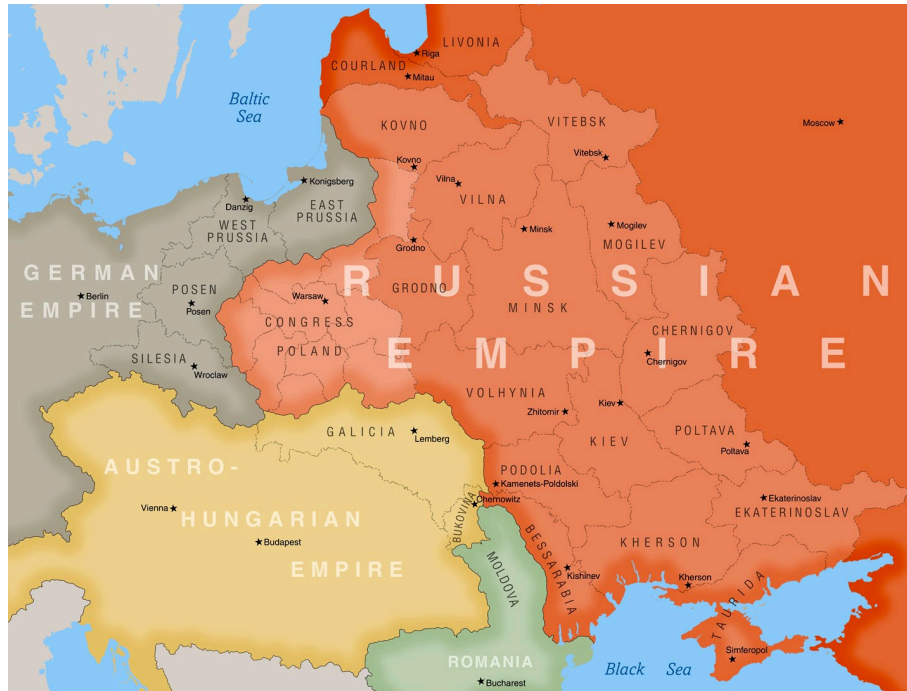 LIVONIA
Riga
COURLAND
Mitau
Baltic
Sea
KOVNO
VITEBSK
Moscow
Kovno
Vitebsk
Konigsberg
Vilna
VILNA
Danzig
EAST
PRUSSIA
WEST
PRUSSIA
Minsk
Mogilev
MOGILEV
Grodno
GERMAN
EMPIRE
Berlin
POSEN
Posen
RUSSIAN
EMPIRE
Warsaw
GRODNO
MINSK
CONGRESS
POLAND
CHERNIGOV
Chernigov
SILESIA
Wroclaw
VOLHYNIA
Zhitomir
Kiev
KIEV
POLTAVA
Poltava
GALICIA
Lemberg
AUSTRO-
HUNGARIAN
EMPIRE
Vienna
Budapest
PODOLIA
Kamenets-Poldolski
Chernowitz
BUKOVINA
Ekaterinoslav
EKATERINOSLAV
MOLDOVA
BESSARABIA
Kishinev
KHERSON
Kherson
TAURIDA
Simferopol
ROMANIA
Bucharest
Black Sea